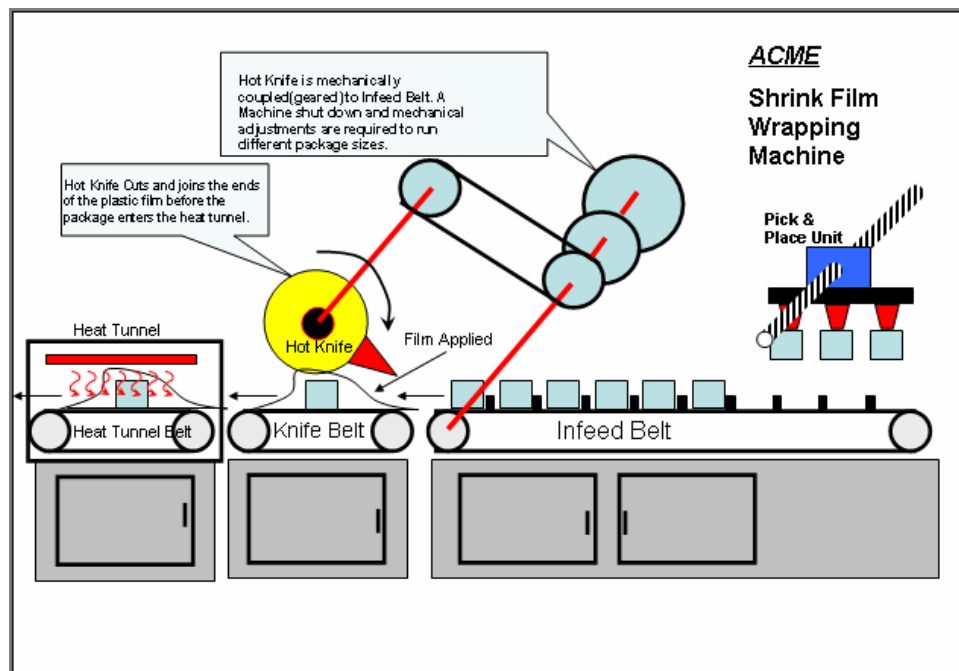 Hot Knife is mechanically
coupled(geared)to Infeed Belt. A
Machine shut down and mechanical
adjustments are required to run
different package sizes.
ACME
Shrink Film
Wrapping
Machine
Hot Knife Cuts and joins the ends
of the plastic film before the
package enters the heat tunnel.
Pick &
Place Unit
Heat Tunnel
Hot Knife
Film Applied
Heat Tunnel Belt
Knife Belt
Infeed Belt